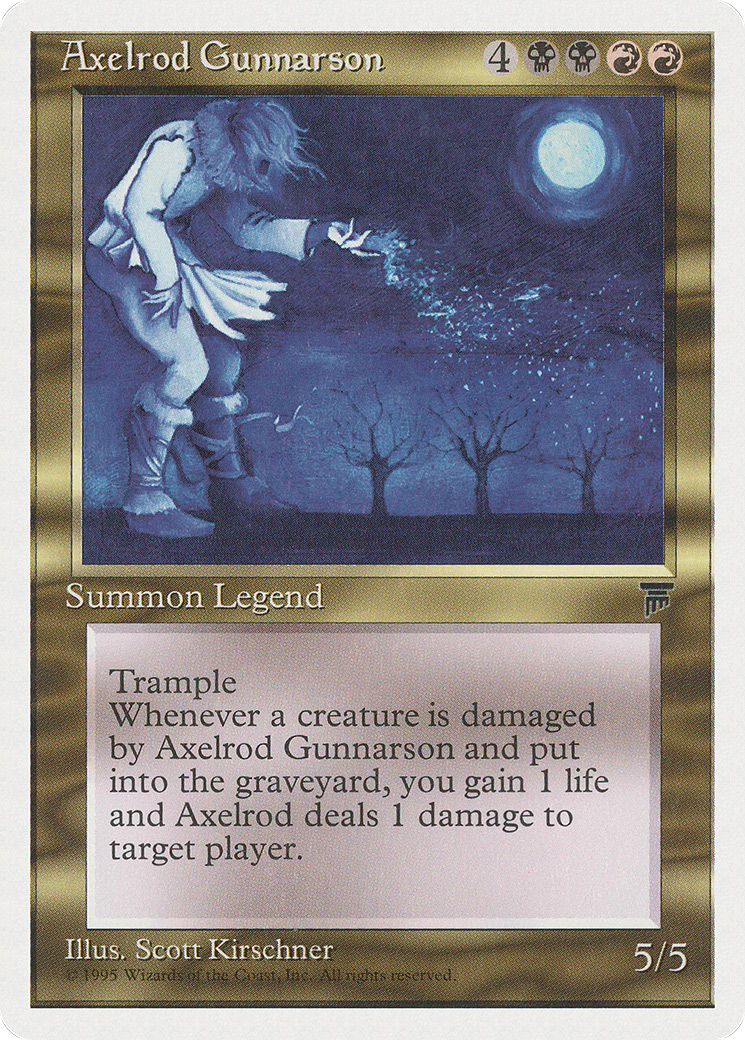 Axelrod Gunnarson 4
Summon Legend
Trample
Whenever a creature is damaged
by Axelrod Gunnarson and put
into the graveyard, you gain 1 life
and Axelrod deals 1 damage to
target player.
Illus. Scott Kirschner
5/5
© 1995 Wizards of the Coast, Inc. All rights reserved.